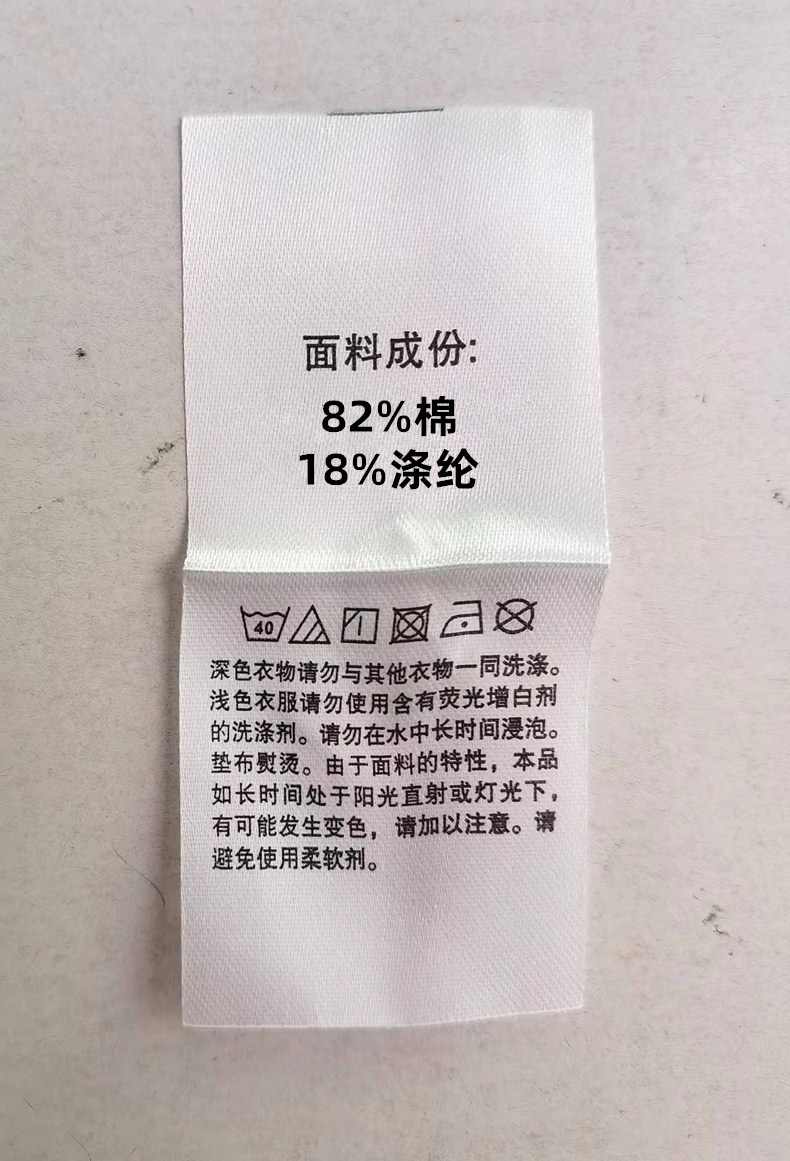 面料成份:
82%棉
18%涤纶
40
深色衣物请勿与其他衣物一同洗涤。
浅色衣服请勿使用含有荧光增白剂
的洗涤剂。请勿在水中长时间浸泡。
垫布熨烫。由于面料的特性，本品
如长时间处于阳光直射或灯光下，
有可能发生变色，请加以注意。请
避免使用柔软剂。